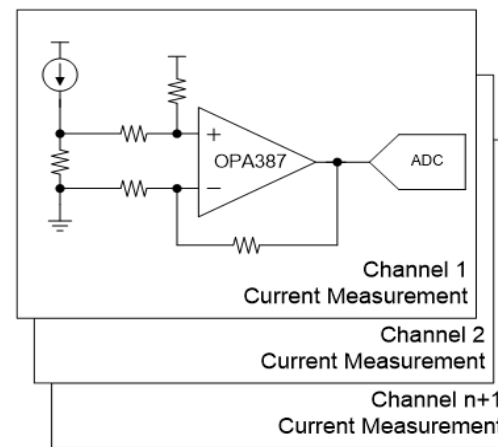 +
OPA387
−
ADC
Channel 1
Current Measurement
Channel 2
Current Measurement
Channel n+1
Current Measurement